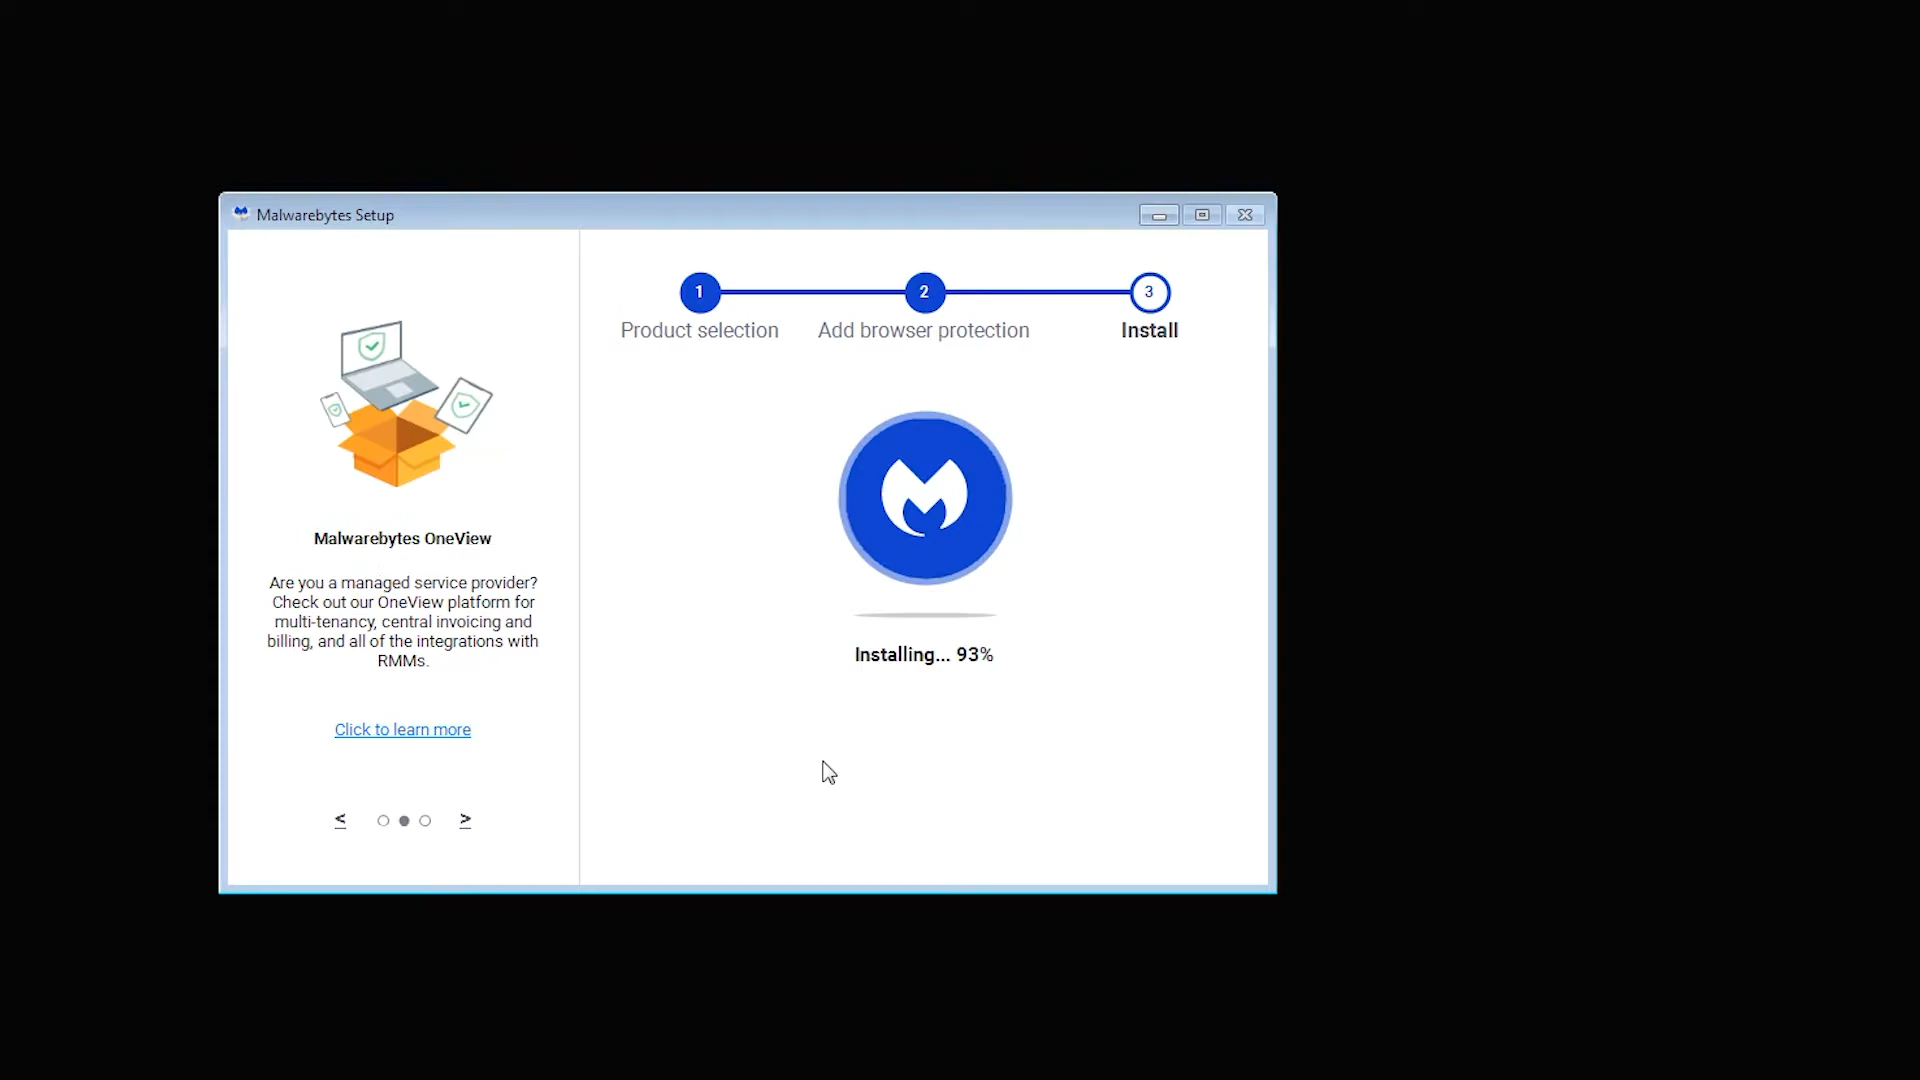 Malwarebytes Setup
1
2
3
Product selection
Add browser protection
Install
Malwarebytes OneView
Are you a managed service provider?
Check out our OneView platform for
multi-tenancy, central invoicing and
billing, and all of the integrations with
RMMs.
Click to learn more
< >
Installing... 93%